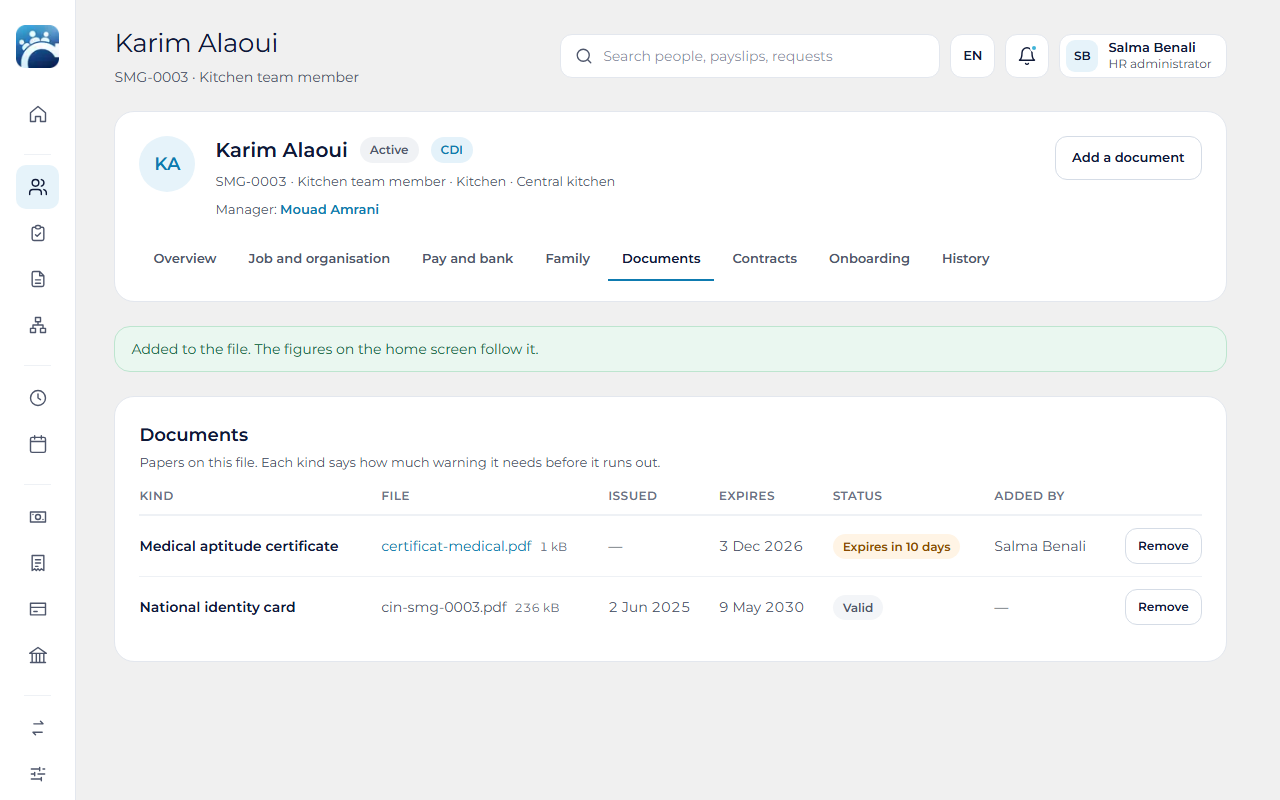 Karim Alaoui
SMG-0003 · Kitchen team member
Search people, payslips, requests
EN
SB
Salma Benali
HR administrator
KA
Karim Alaoui
Active
CDI
SMG-0003 · Kitchen team member · Kitchen · Central kitchen
Manager: Mouad Amrani
Add a document
Overview
Job and organisation
Pay and bank
Family
Documents
Contracts
Onboarding
History
Added to the file. The figures on the home screen follow it.
Documents
Papers on this file. Each kind says how much warning it needs before it runs out.
KIND FILE ISSUED EXPIRES STATUS ADDED BY
Medical aptitude certificate certificat-medical.pdf 1 kB — 3 Dec 2026 Expires in 10 days Salma Benali Remove
National identity card cin-smg-0003.pdf 236 kB 2 Jun 2025 9 May 2030 Valid — Remove